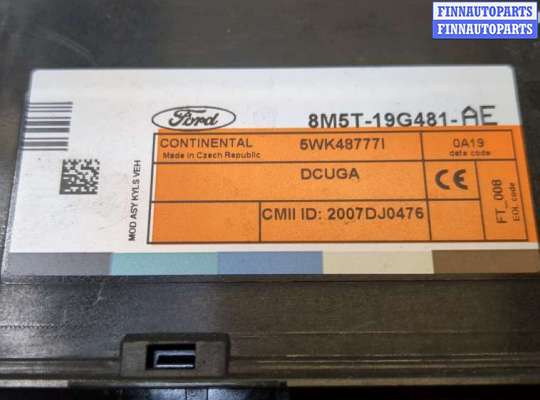 FINNAUTOPARTS
FINNAUTOPARTS
Ford
8M5T-19G481-AE
CONTINENTAL 5WK48777I 0A19
Made in Czech Republic date code
DCUGA
CE
CMII ID: 2007DJ0476
MOD ASY KYLS VEH
FT_008
EOL code